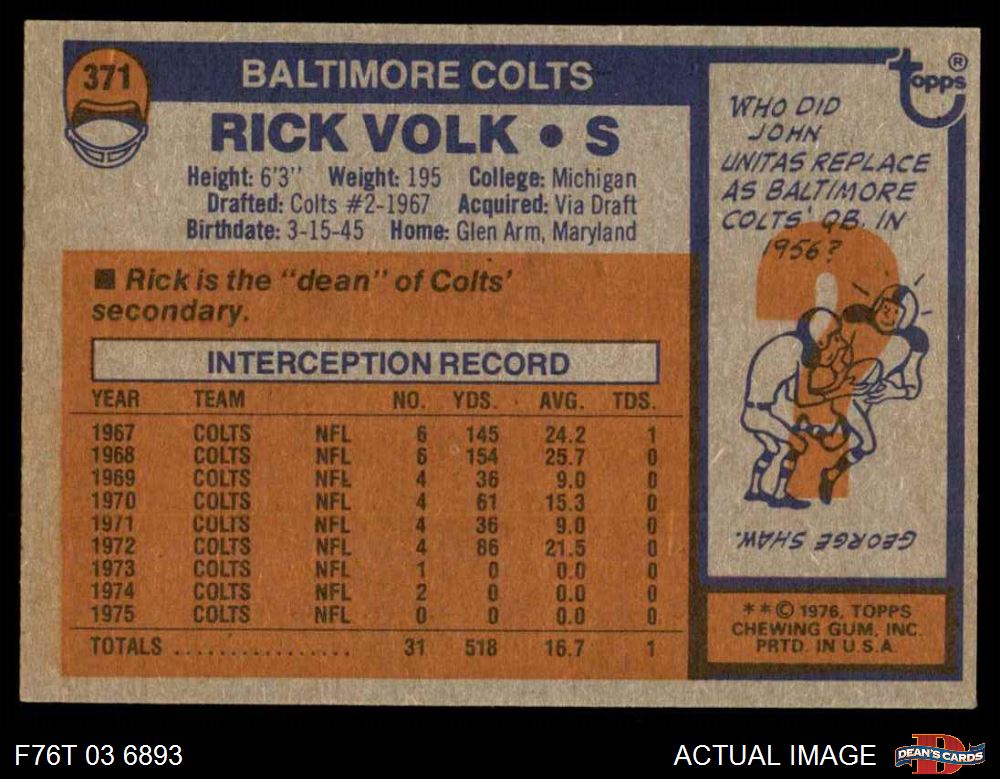 371
BALTIMORE COLTS
RICK VOLK • S
Height: 6'3'' Weight: 195 College: Michigan
Drafted: Colts #2-1967 Acquired: Via Draft
Birthdate: 3-15-45 Home: Glen Arm, Maryland
■ Rick is the "dean" of Colts'
secondary.
INTERCEPTION RECORD
YEAR TEAM NO. YDS. AVG. TDS.
1967 COLTS NFL 6 145 24.2 1
1968 COLTS NFL 6 154 25.7 0
1969 COLTS NFL 4 36 9.0 0
1970 COLTS NFL 4 61 15.3 0
1971 COLTS NFL 4 36 9.0 0
1972 COLTS NFL 4 86 21.5 0
1973 COLTS NFL 1 0 0.0 0
1974 COLTS NFL 2 0 0.0 0
1975 COLTS NFL 0 0 0.0 0
TOTALS ................ 31 518 16.7 1
topps®
WHO DID
JOHN
UNITAS REPLACE
AS BALTIMORE
COLTS' QB. IN
1956?
?
GEORGE SHAW.
**© 1976, TOPPS
CHEWING GUM, INC.
PRTD. IN U.S.A.
F76T 03 6893
ACTUAL IMAGE
D
DEAN'S CARDS